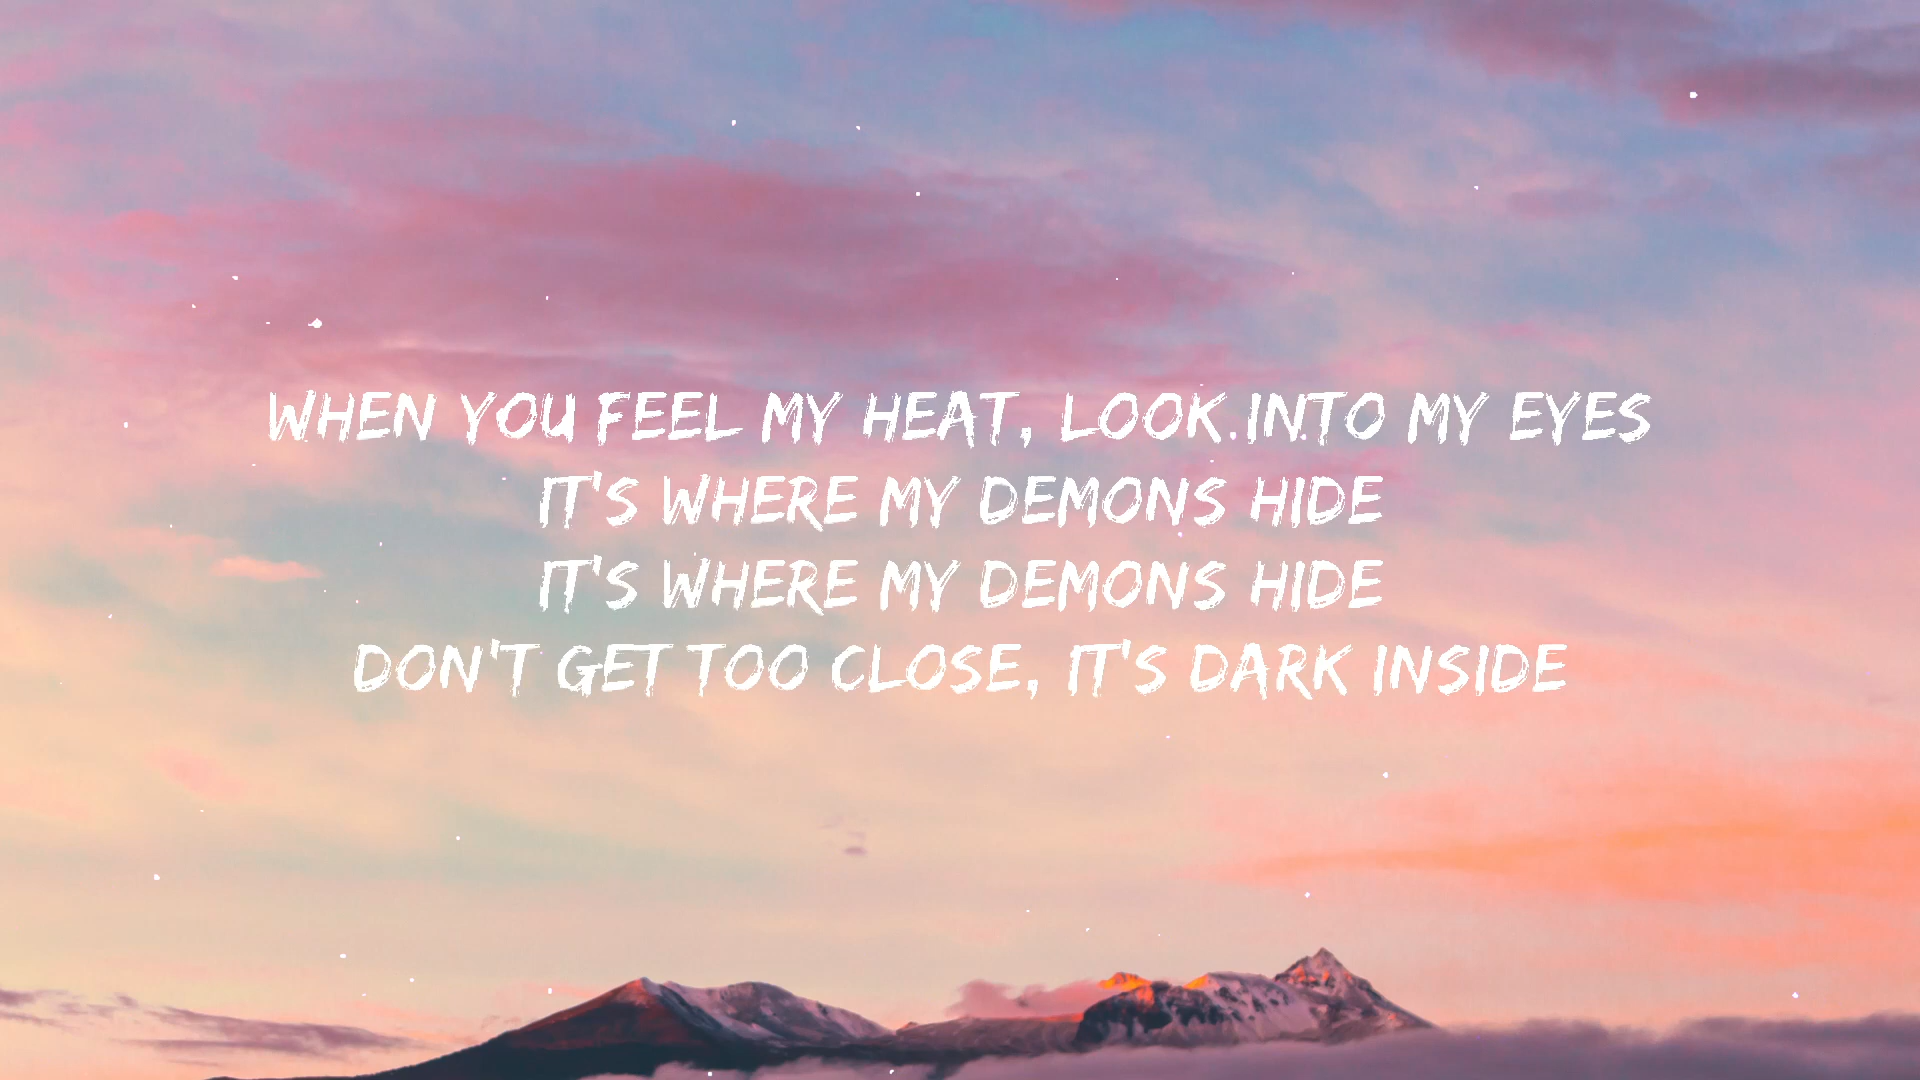 WHEN YOU FEEL MY HEAT, LOOK INTO MY EYES
IT'S WHERE MY DEMONS HIDE
IT'S WHERE MY DEMONS HIDE
DON'T GET TOO CLOSE, IT'S DARK INSIDE